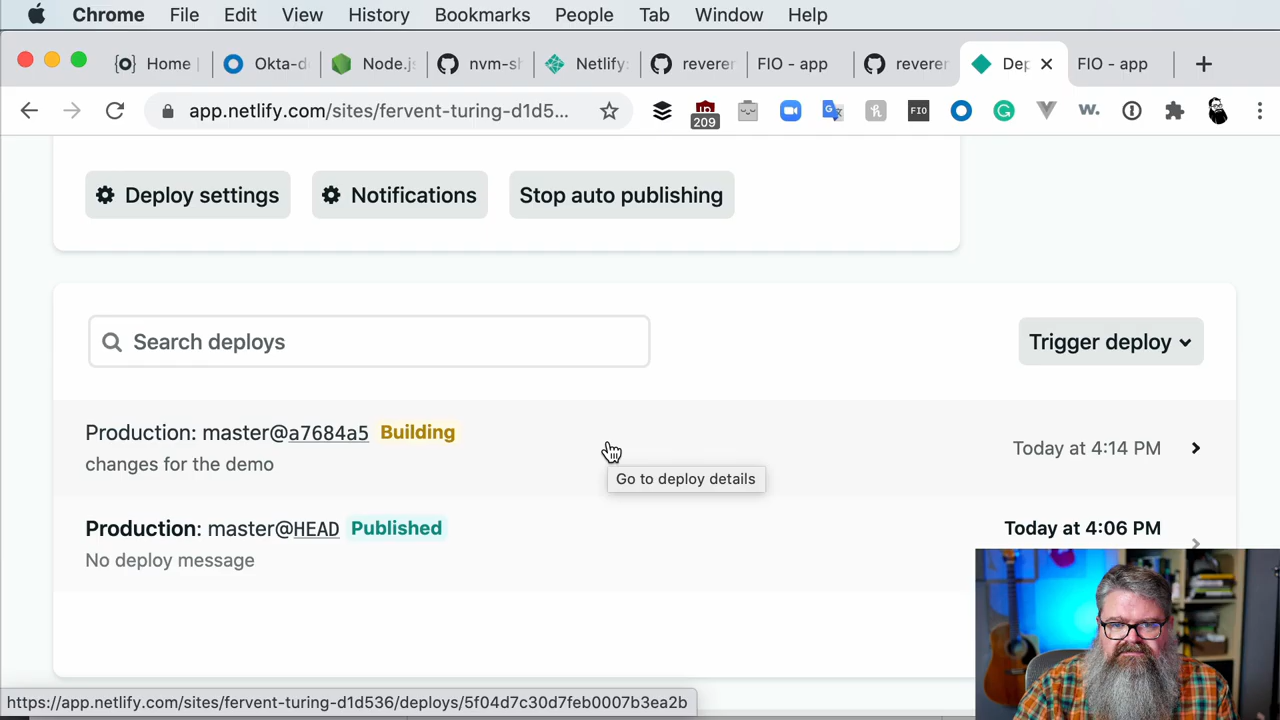 Chrome File Edit View History Bookmarks People Tab Window Help
{o} Home Okta-d Node.js nvm-sh Netlify: reverer FIO - app reverer Dep FIO - app
app.netlify.com/sites/fervent-turing-d1d5...
209 FIO w.
Deploy settings Notifications Stop auto publishing
Search deploys Trigger deploy
Production: master@a7684a5 Building Today at 4:14 PM
changes for the demo
Go to deploy details
Production: master@HEAD Published Today at 4:06 PM
No deploy message
https://app.netlify.com/sites/fervent-turing-d1d536/deploys/5f04d7c30d7feb0007b3ea2b